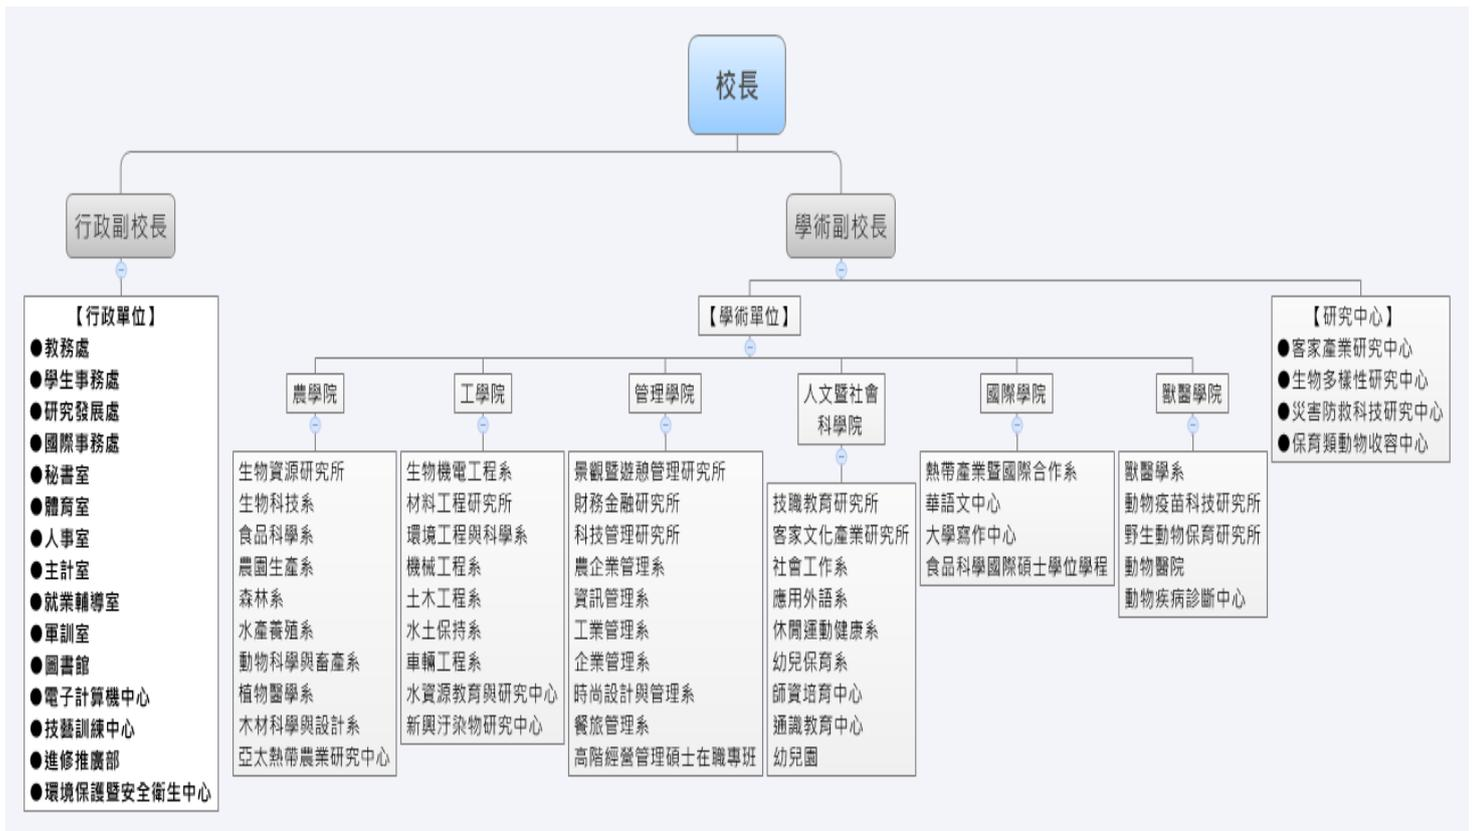 校長
行政副校長
學術副校長
【行政單位】
●教務處
●學生事務處
●研究發展處
●國際事務處
●秘書室
●體育室
●人事室
●主計室
●就業輔導室
●軍訓室
●圖書館
●電子計算機中心
●技藝訓練中心
●進修推廣部
●環境保護暨安全衛生中心
【學術單位】
農學院
生物資源研究所
生物科技系
食品科學系
農園生產系
森林系
水產養殖系
動物科學與畜產系
植物醫學系
木材科學與設計系
亞太熱帶農業研究中心
工學院
生物機電工程系
材料工程研究所
環境工程與科學系
機械工程系
土木工程系
水土保持系
車輛工程系
水資源教育與研究中心
新興汙染物研究中心
管理學院
景觀暨遊憩管理研究所
財務金融研究所
科技管理研究所
農企業管理系
資訊管理系
工業管理系
企業管理系
時尚設計與管理系
餐旅管理系
高階經營管理碩士在職專班
人文暨社會
科學院
技職教育研究所
客家文化產業研究所
社會工作系
應用外語系
休閒運動健康系
幼兒保育系
師資培育中心
通識教育中心
幼兒園
國際學院
熱帶產業暨國際合作系
華語文中心
大學寫作中心
食品科學國際碩士學位學程
獸醫學院
獸醫學系
動物疫苗科技研究所
野生動物保育研究所
動物醫院
動物疾病診斷中心
【研究中心】
●客家產業研究中心
●生物多樣性研究中心
●災害防救科技研究中心
●保育類動物收容中心